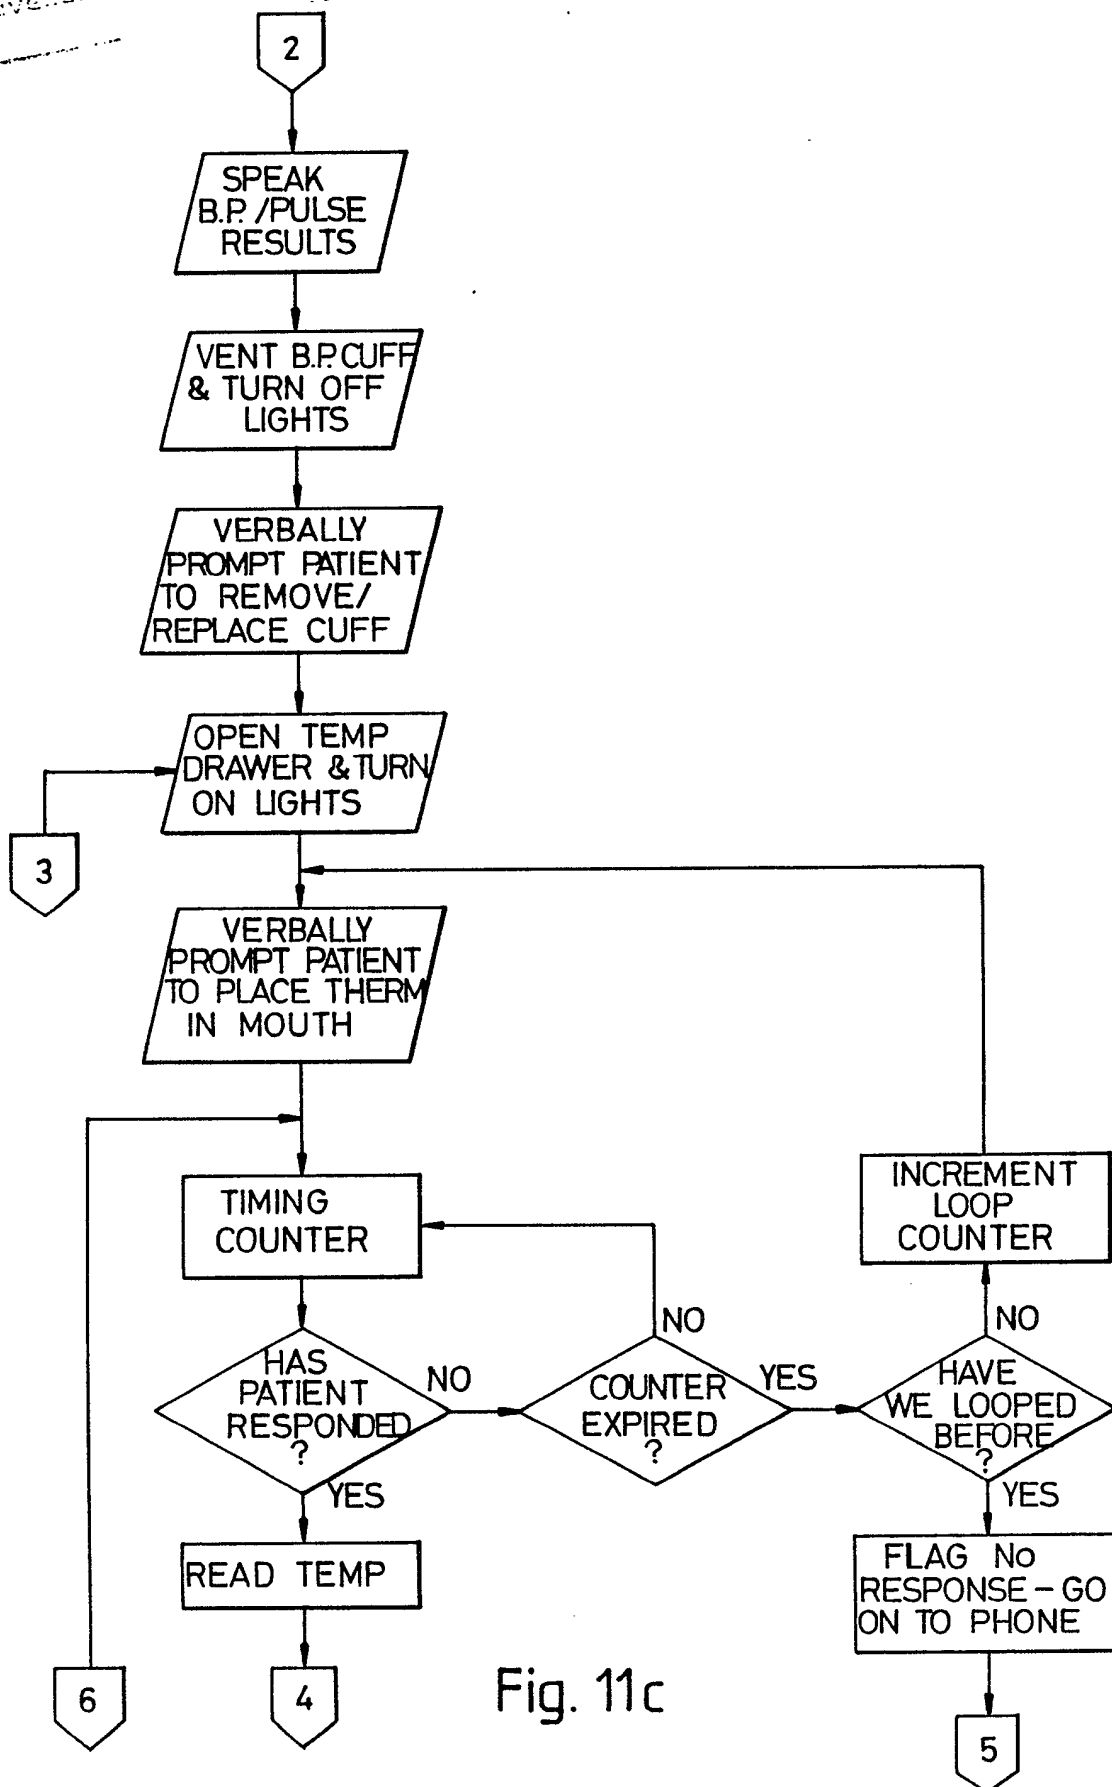 2
SPEAK
B.P./PULSE
RESULTS
VENT B.P. CUFF
& TURN OFF
LIGHTS
VERBALLY
PROMPT PATIENT
TO REMOVE/
REPLACE CUFF
OPEN TEMP
DRAWER & TURN
ON LIGHTS
3
VERBALLY
PROMPT PATIENT
TO PLACE THERM
IN MOUTH
TIMING
COUNTER
INCREMENT
LOOP
COUNTER
HAS
PATIENT
RESPONDED
?
NO
YES
COUNTER
EXPIRED
?
NO
YES
HAVE
WE LOOPED
BEFORE
?
NO
YES
READ TEMP
FLAG No
RESPONSE – GO
ON TO PHONE
6
4
5
Fig. 11c